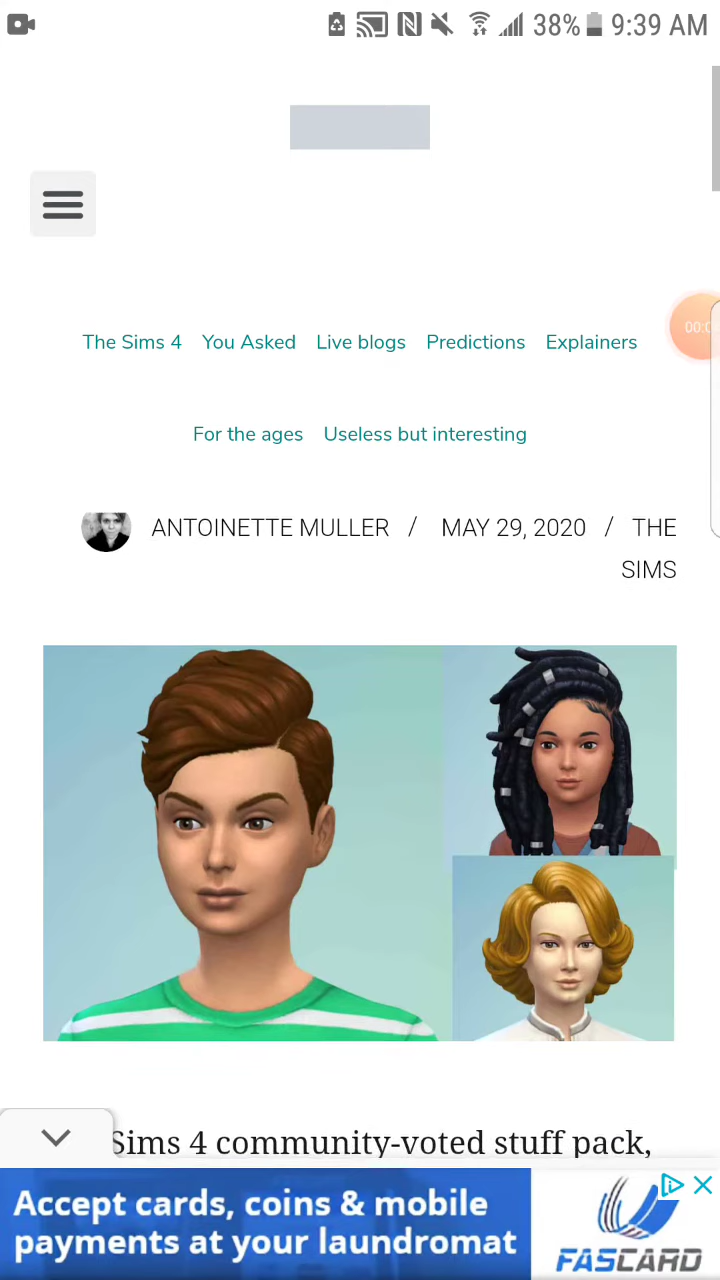 38% 9:39 AM
00:0
The Sims 4 You Asked Live blogs Predictions Explainers
For the ages Useless but interesting
ANTOINETTE MULLER / MAY 29, 2020 / THE
SIMS
Sims 4 community-voted stuff pack,
Accept cards, coins & mobile
payments at your laundromat
FASCARD